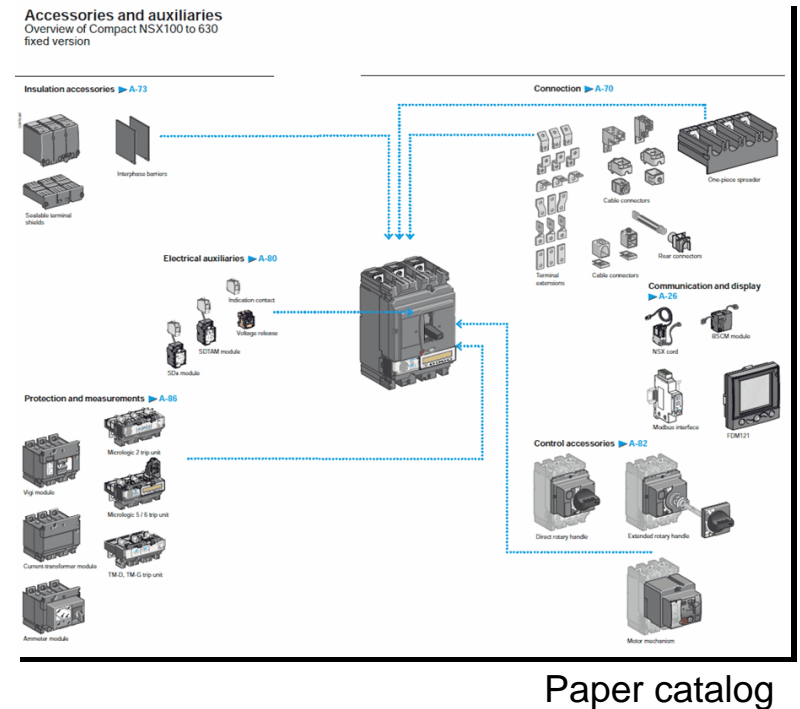 Accessories and auxiliaries
Overview of Compact NSX100 to 630
fixed version
Insulation accessories ▶ A-73
Interphase barriers
Sealable terminal
shields
Connection ▶ A-70
One-piece spreader
Cable connectors
Rear connectors
Terminal
extensions
Cable connectors
Electrical auxiliaries ▶ A-80
Indication contact
Voltage release
SDTAM module
SDx module
Communication and display
▶ A-26
NSX cord
BSCM module
Modbus interface
FDM121
Protection and measurements ▶ A-86
Micrologic 2 trip unit
Vigi module
Micrologic 5 / 6 trip unit
Current-transformer module
TM-D, TM-G trip unit
Ammeter module
Control accessories ▶ A-82
Direct rotary handle
Extended rotary handle
Motor mechanism
Paper catalog